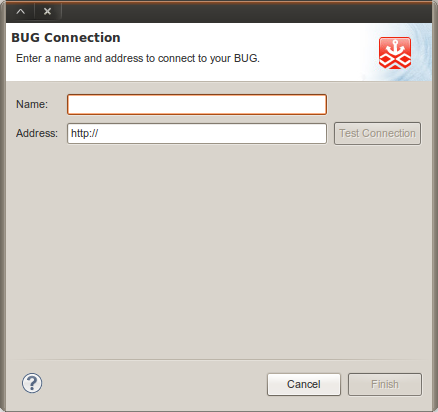 BUG Connection
Enter a name and address to connect to your BUG.
Name:
Address: http:// Test Connection
? Cancel Finish